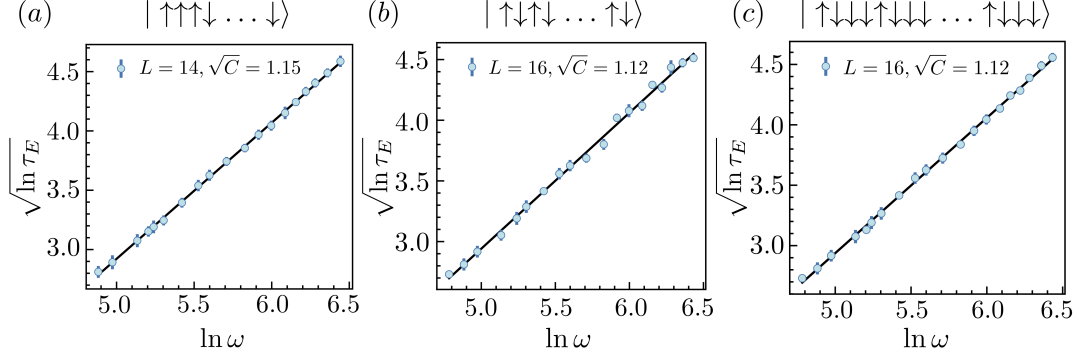 (a) | ↑↑↑↑↓ … ↓⟩
L = 14, √C = 1.15
√ln τ_E
4.5
4.0
3.5
3.0
5.0 5.5 6.0 6.5
ln ω
(b) | ↑↓↑↓ … ↑↓⟩
L = 16, √C = 1.12
√ln τ_E
4.5
4.0
3.5
3.0
5.0 5.5 6.0 6.5
ln ω
(c) | ↑↓↓↓↑↓↓↓ … ↑↓↓↓⟩
L = 16, √C = 1.12
√ln τ_E
4.5
4.0
3.5
3.0
5.0 5.5 6.0 6.5
ln ω